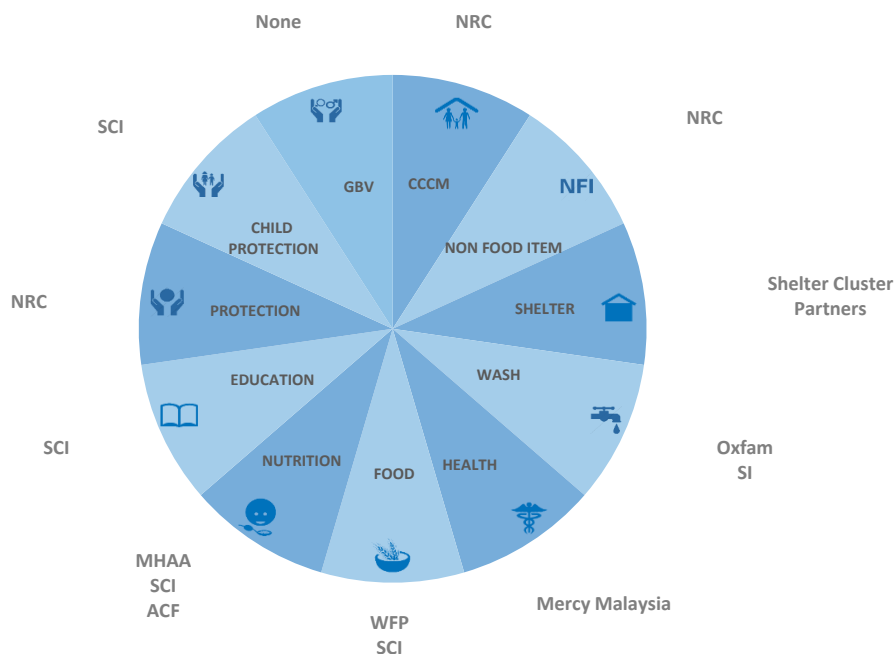 None
NRC
SCI
NRC
NFI
GBV
CCCM
CHILD
PROTECTION
NON FOOD ITEM
NRC
PROTECTION
SHELTER
Shelter Cluster
Partners
EDUCATION
WASH
SCI
NUTRITION
FOOD
HEALTH
Oxfam
SI
MHAA
SCI
ACF
WFP
SCI
Mercy Malaysia